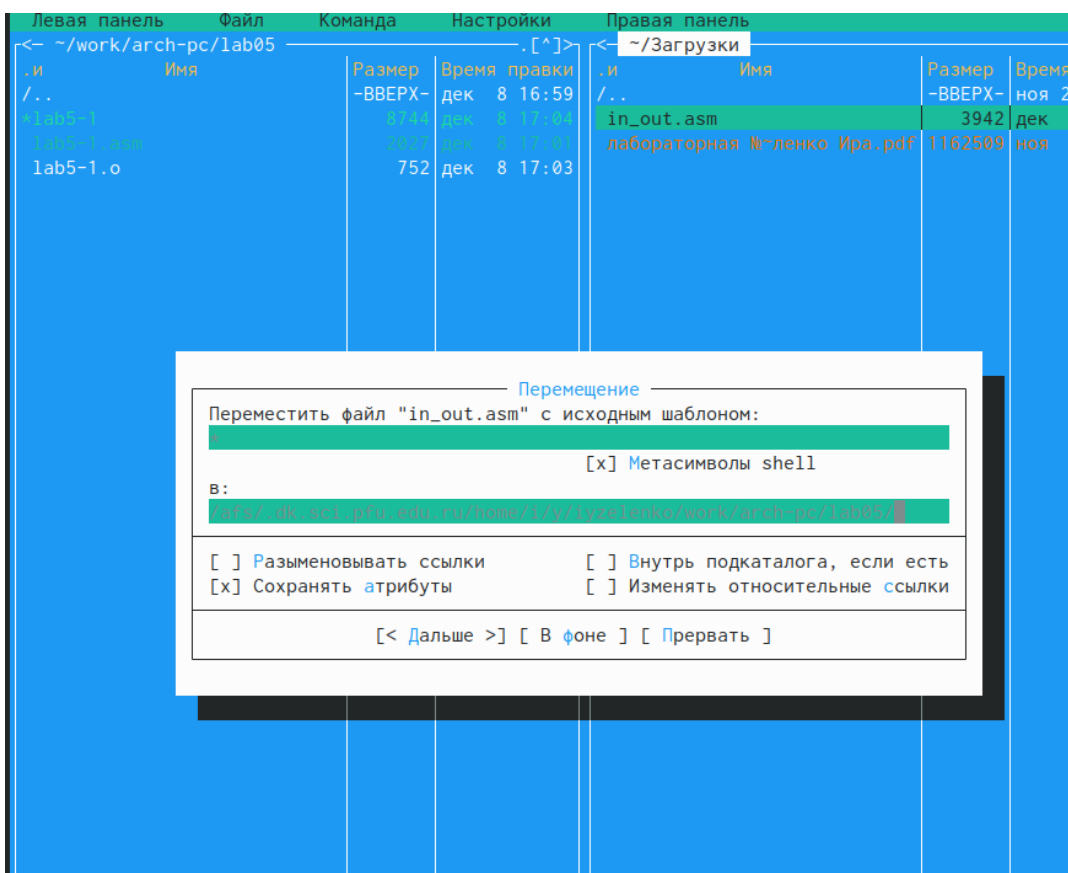 Левая панель Файл Команда Настройки Правая панель
<− ~/work/arch-pc/lab05 .[^]> <− ~/Загрузки
.и Имя Размер Время правки .и Имя Размер Время
/.. −ВВЕРХ− дек 8 16:59 /.. −ВВЕРХ− ноя 2
*lab5-1 8744 дек 8 17:04 in_out.asm 3942 дек
lab5-1.asm 2027 дек 8 17:01 лабораторная №~ленко Ира.pdf 1162509 ноя
lab5-1.o 752 дек 8 17:03
Перемещение
Переместить файл "in_out.asm" с исходным шаблоном:
*
[x] Метасимволы shell
в:
/afs/.dk.sci.pfu.edu.ru/home/i/y/iyzelenko/work/arch-pc/lab05/
[ ] Разыменовывать ссылки [ ] Внутрь подкаталога, если есть
[x] Сохранять атрибуты [ ] Изменять относительные ссылки
[< Дальше >] [ В фоне ] [ Прервать ]